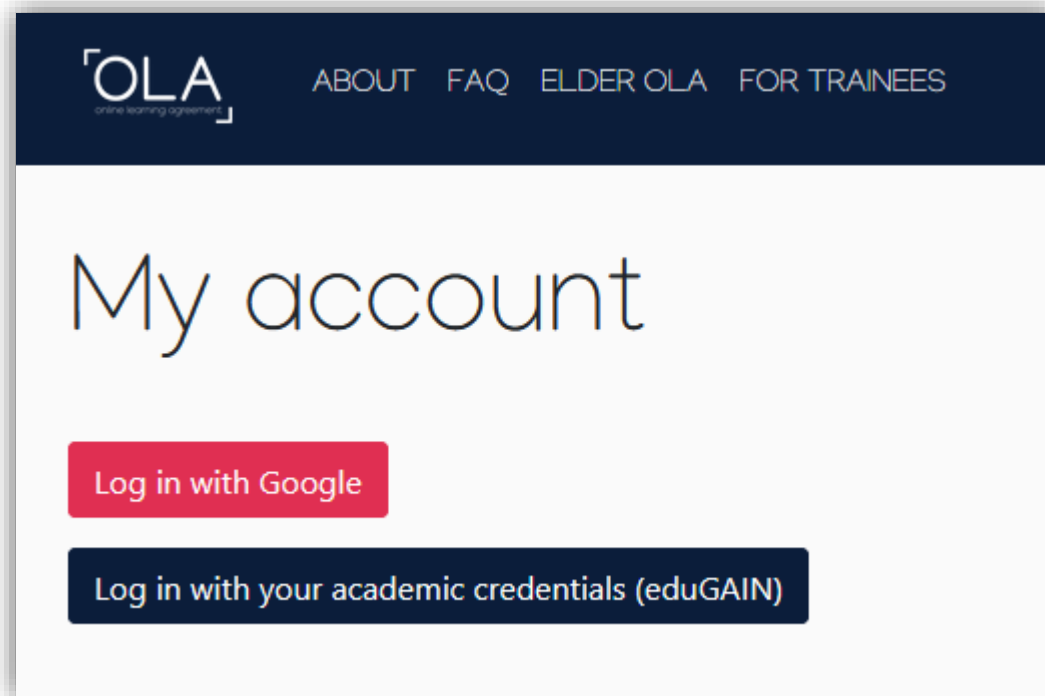 OLA
online learning agreement
ABOUT FAQ ELDER OLA FOR TRAINEES
My account
Log in with Google
Log in with your academic credentials (eduGAIN)